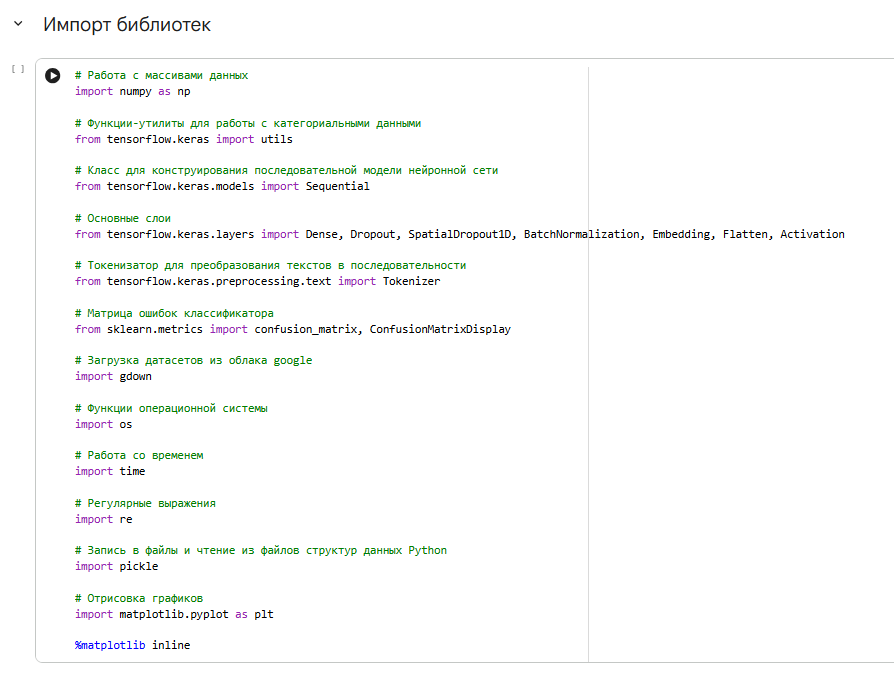 Импорт библиотек
[ ]
# Работа с массивами данных
import numpy as np
# Функции-утилиты для работы с категориальными данными
from tensorflow.keras import utils
# Класс для конструирования последовательной модели нейронной сети
from tensorflow.keras.models import Sequential
# Основные слои
from tensorflow.keras.layers import Dense, Dropout, SpatialDropout1D, BatchNormalization, Embedding, Flatten, Activation
# Токенизатор для преобразования текстов в последовательности
from tensorflow.keras.preprocessing.text import Tokenizer
# Матрица ошибок классификатора
from sklearn.metrics import confusion_matrix, ConfusionMatrixDisplay
# Загрузка датасетов из облака google
import gdown
# Функции операционной системы
import os
# Работа со временем
import time
# Регулярные выражения
import re
# Запись в файлы и чтение из файлов структур данных Python
import pickle
# Отрисовка графиков
import matplotlib.pyplot as plt
%matplotlib inline